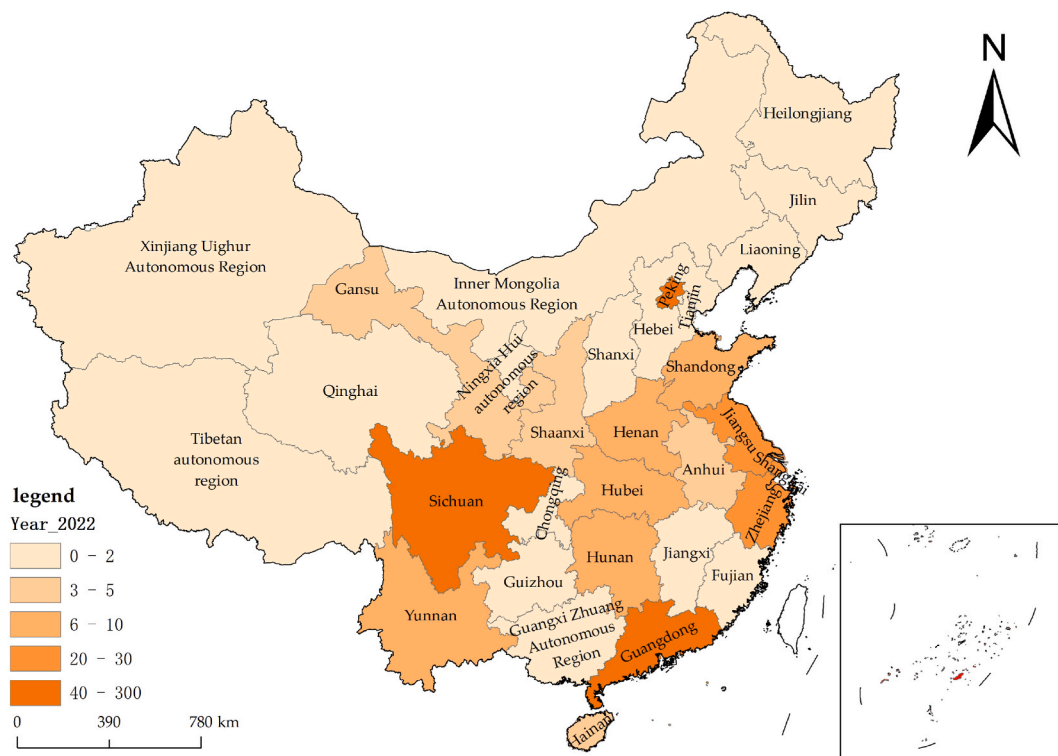 N
Heilongjiang
Jilin
Liaoning
Xinjiang Uighur
Autonomous Region
Gansu
Inner Mongolia
Autonomous Region
Peking
Tianjin
Hebei
Shanxi
Ningxia Hui
autonomous
region
Shandong
Qinghai
Shaanxi
Henan
Jiangsu
Shanghai
Anhui
Tibetan
autonomous
region
Sichuan
Chongqing
Hubei
Zhejiang
Hunan
Jiangxi
Guizhou
Fujian
Yunnan
Guangxi Zhuang
Autonomous
Region
Guangdong
Hainan
legend
Year_2022
0 - 2
3 - 5
6 - 10
20 - 30
40 - 300
0 390 780 km